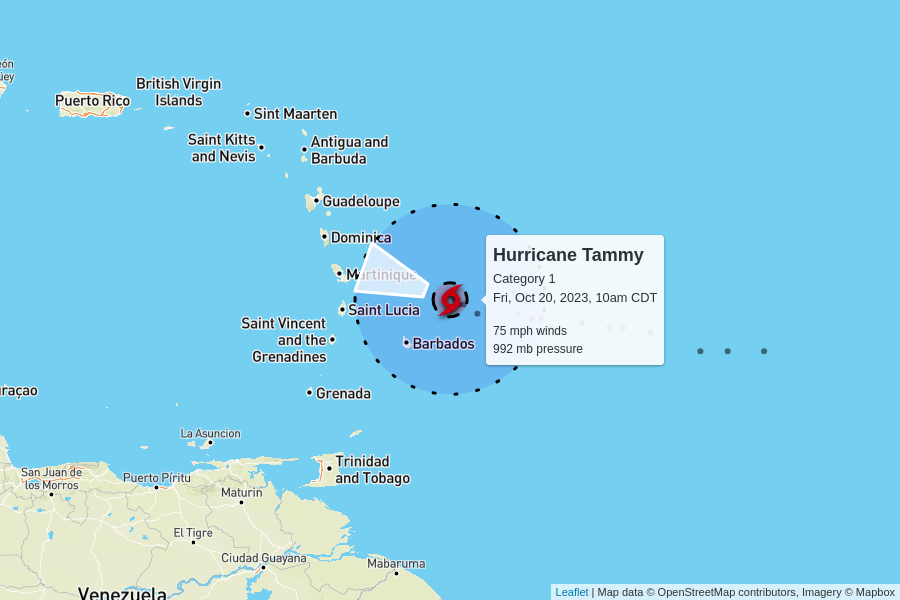 British Virgin
Islands
Puerto Rico
Sint Maarten
Saint Kitts
and Nevis
Antigua and
Barbuda
Guadeloupe
Dominica
Martinique
Saint Lucia
Saint Vincent
and the
Grenadines
Barbados
Grenada
Hurricane Tammy
Category 1
Fri, Oct 20, 2023, 10am CDT
75 mph winds
992 mb pressure
La Asuncion
Trinidad
and Tobago
San Juan de
los Morros
Puerto Píritu
Maturin
El Tigre
Ciudad Guayana
Mabaruma
Venezuela
Leaflet | Map data © OpenStreetMap contributors, Imagery © Mapbox